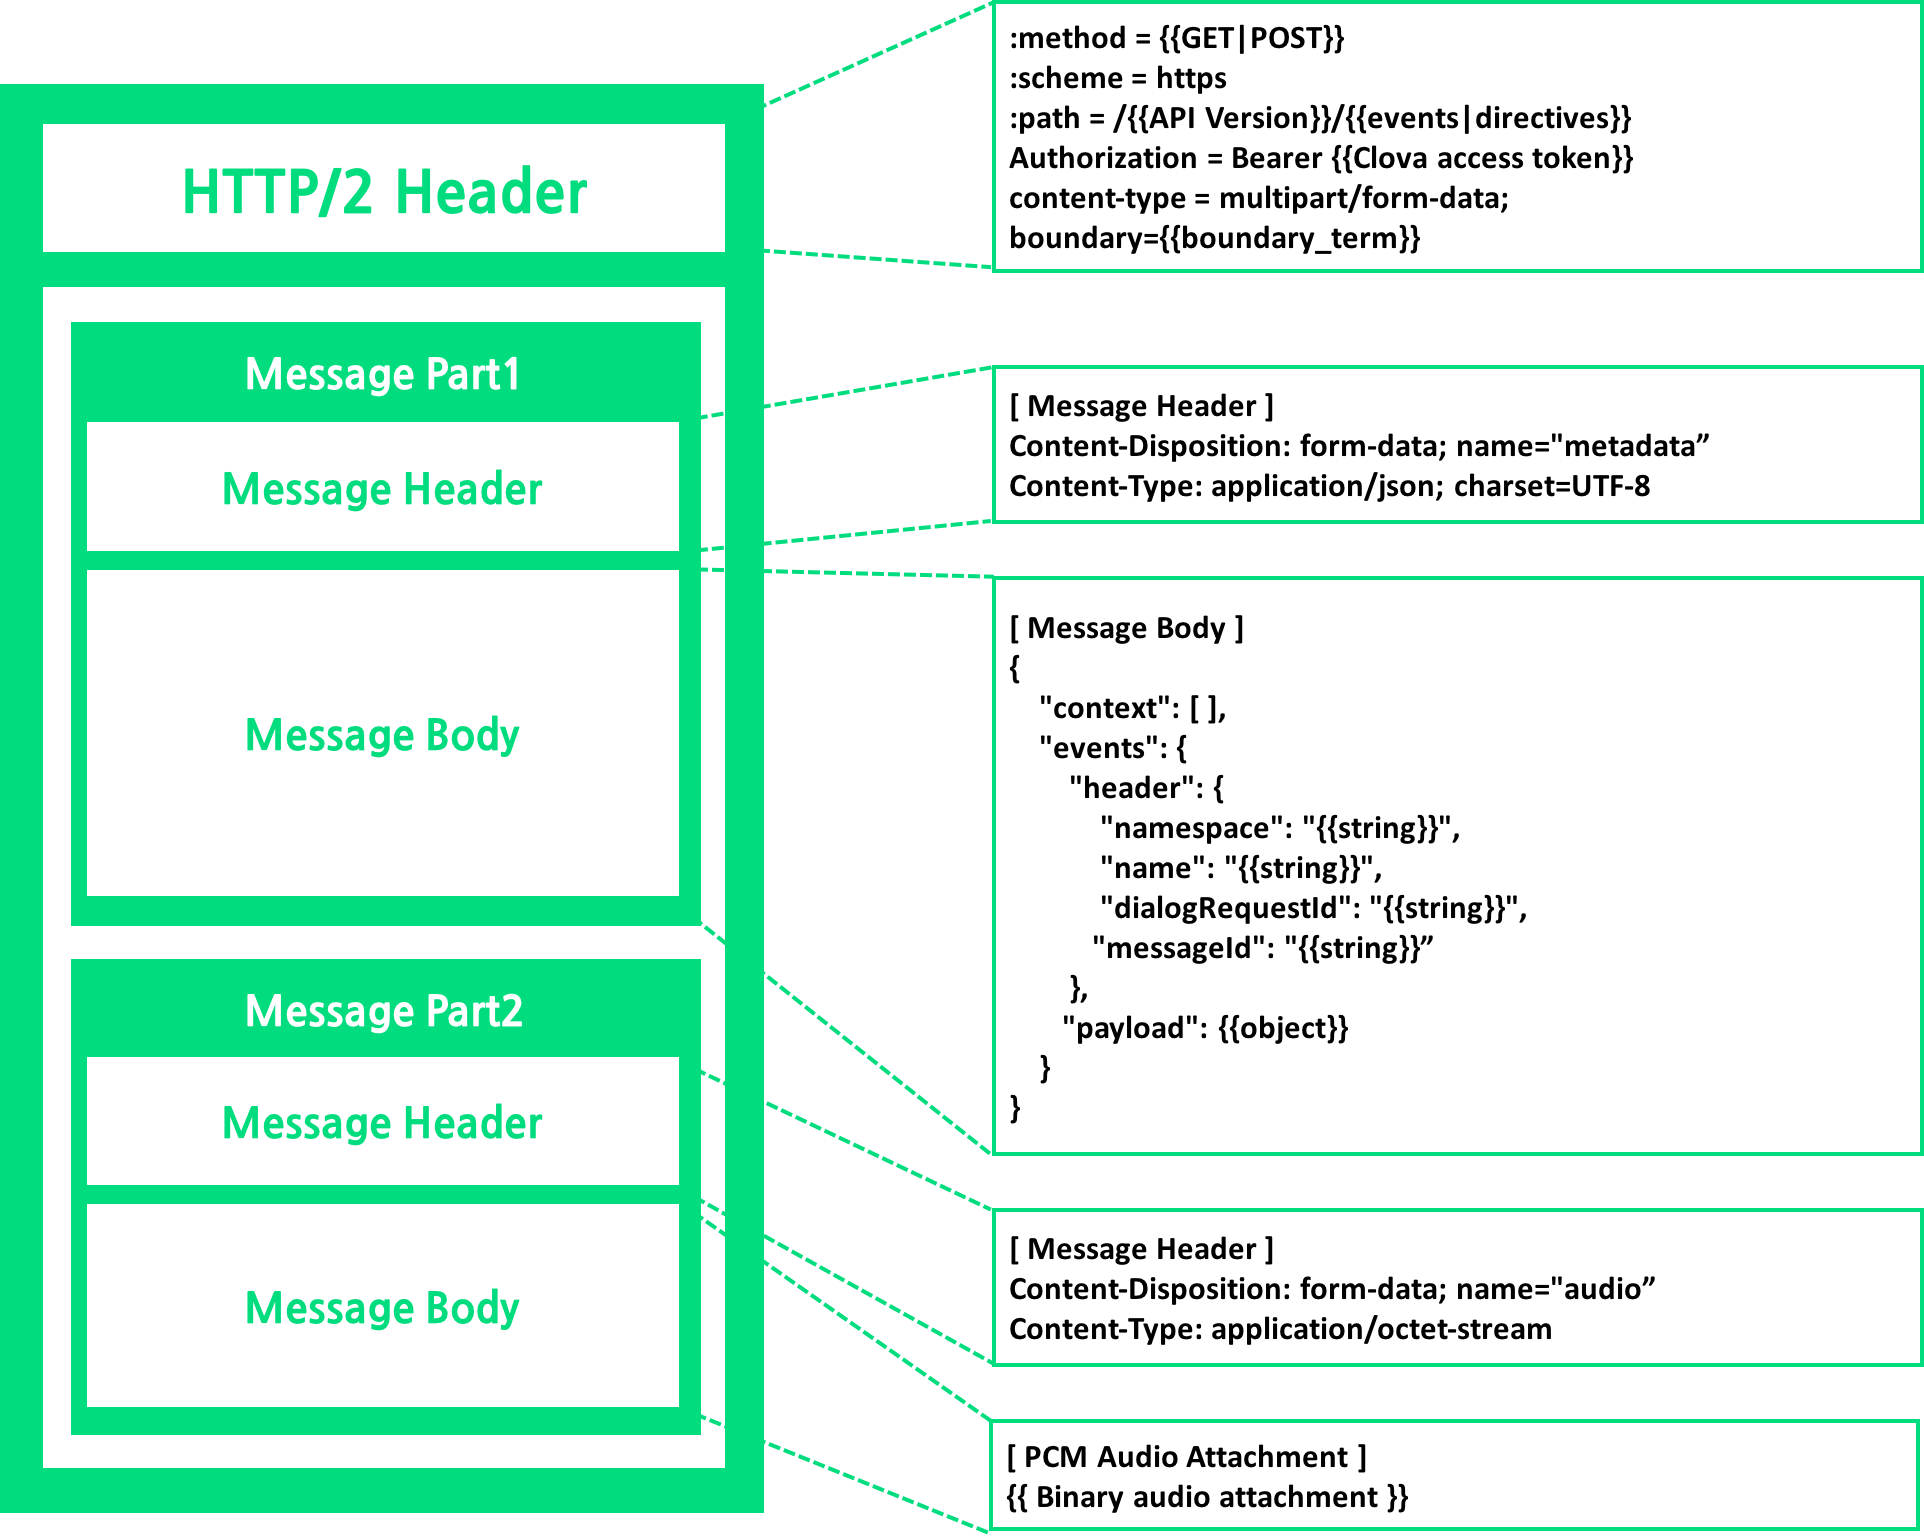 HTTP/2 Header
:method = {{GET|POST}}
:scheme = https
:path = /{{API Version}}/{{events|directives}}
Authorization = Bearer {{Clova access token}}
content-type = multipart/form-data;
boundary={{boundary_term}}
Message Part1
Message Header
[ Message Header ]
Content-Disposition: form-data; name="metadata”
Content-Type: application/json; charset=UTF-8
Message Body
[ Message Body ]
{
"context": [ ],
"events": {
"header": {
"namespace": "{{string}}",
"name": "{{string}}",
"dialogRequestId": "{{string}}",
"messageId": "{{string}}”
},
"payload": {{object}}
}
}
Message Part2
Message Header
[ Message Header ]
Content-Disposition: form-data; name="audio”
Content-Type: application/octet-stream
Message Body
[ PCM Audio Attachment ]
{{ Binary audio attachment }}